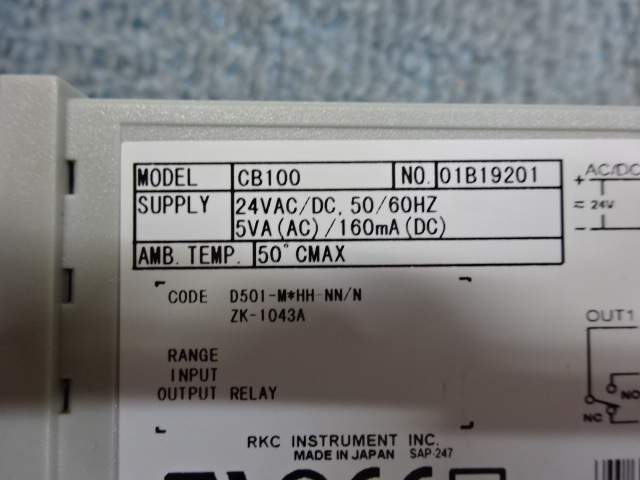 MODEL CB100 NO. 01B19201
SUPPLY 24VAC/DC, 50/60HZ
5VA(AC)/160mA(DC)
AMB. TEMP. 50°CMAX
CODE D501-M*HH-NN/N
ZK-1043A
RANGE
INPUT
OUTPUT RELAY
RKC INSTRUMENT INC.
MADE IN JAPAN SAP-247
+ AC/DC
≂ 24V
-
OUT1
NO
NC